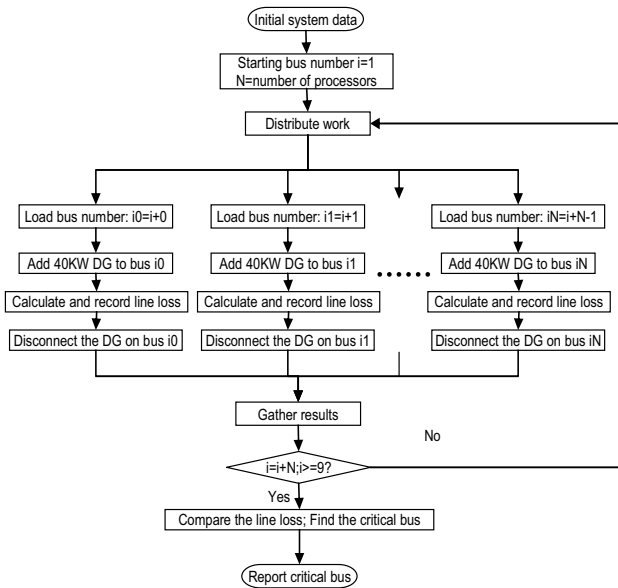 Initial system data
Starting bus number i=1
N=number of processors
Distribute work
Load bus number: i0=i+0
Load bus number: i1=i+1
Load bus number: iN=i+N-1
Add 40KW DG to bus i0
Add 40KW DG to bus i1
......
Add 40KW DG to bus iN
Calculate and record line loss
Calculate and record line loss
Calculate and record line loss
Disconnect the DG on bus i0
Disconnect the DG on bus i1
Disconnect the DG on bus iN
Gather results
No
i=i+N;i>=9?
Yes
Compare the line loss; Find the critical bus
Report critical bus